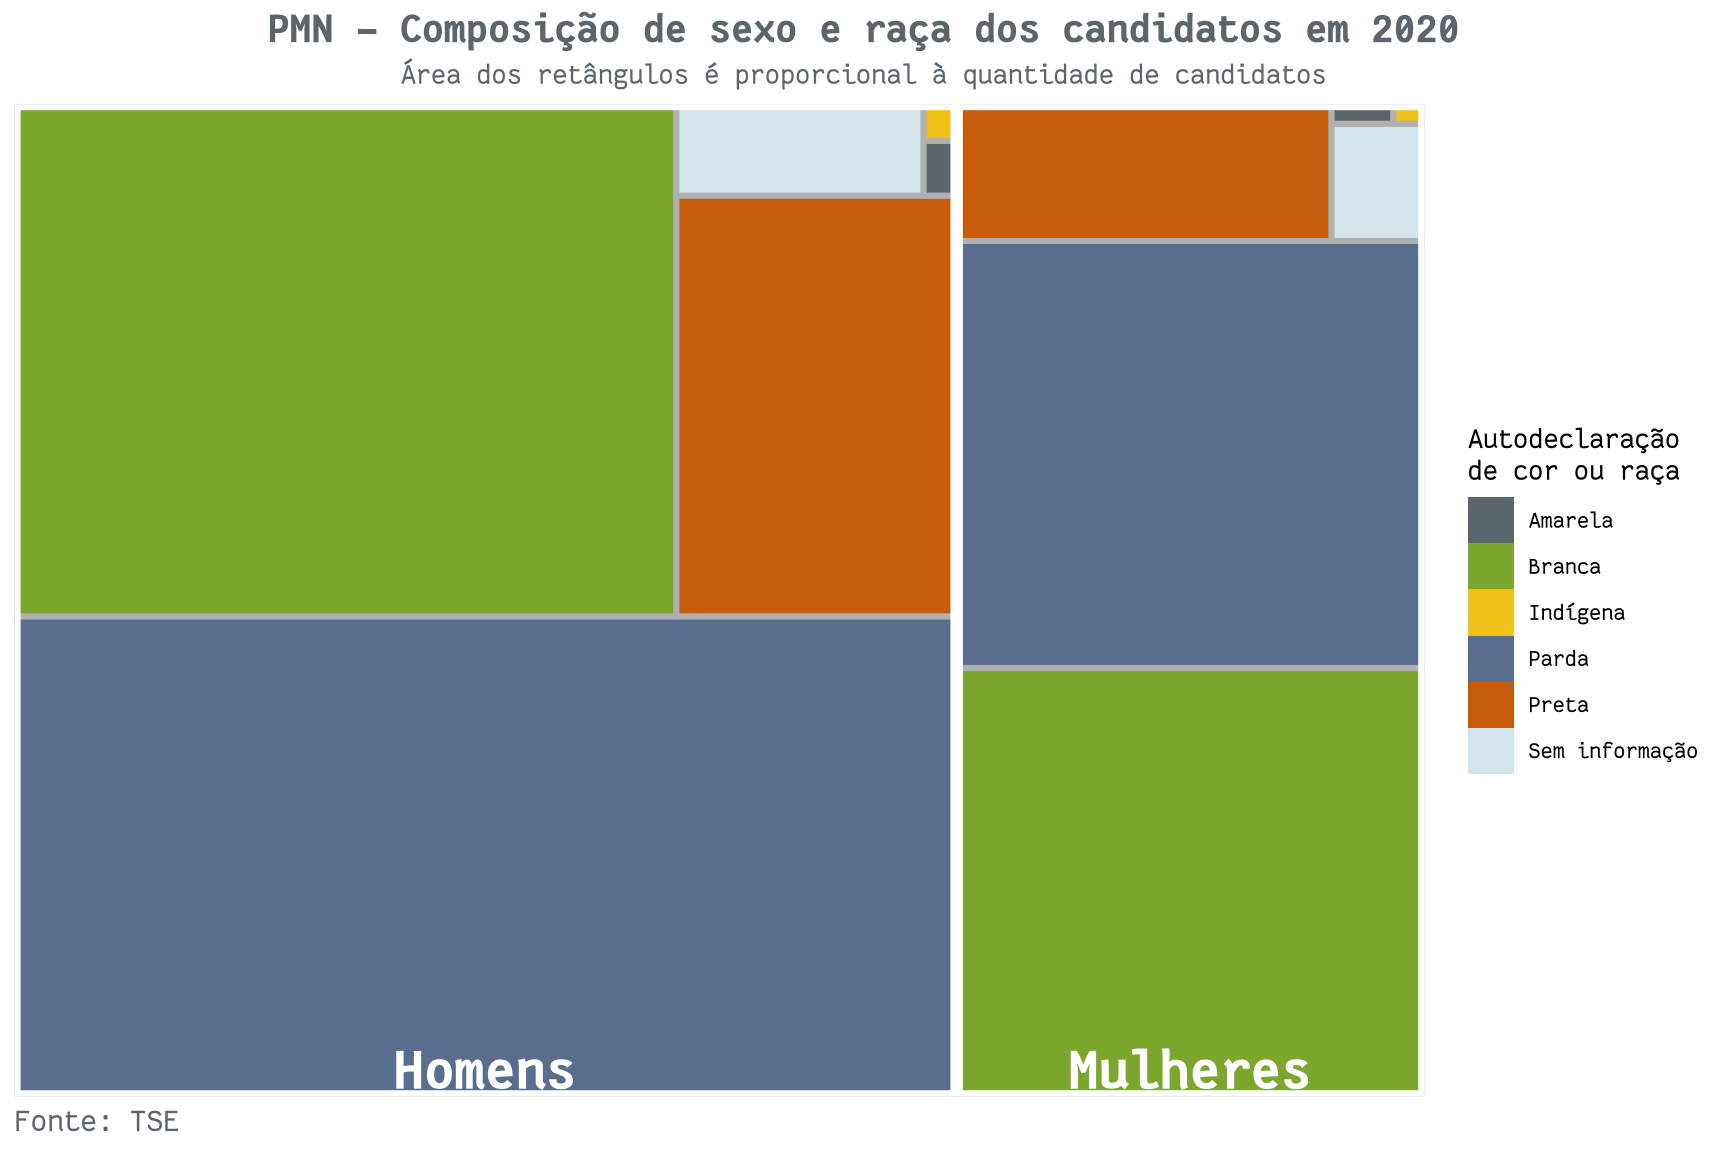 PMN – Composição de sexo e raça dos candidatos em 2020
Área dos retângulos é proporcional à quantidade de candidatos
Autodeclaração
de cor ou raça
Amarela
Branca
Indígena
Parda
Preta
Sem informação
Homens
Mulheres
Fonte: TSE